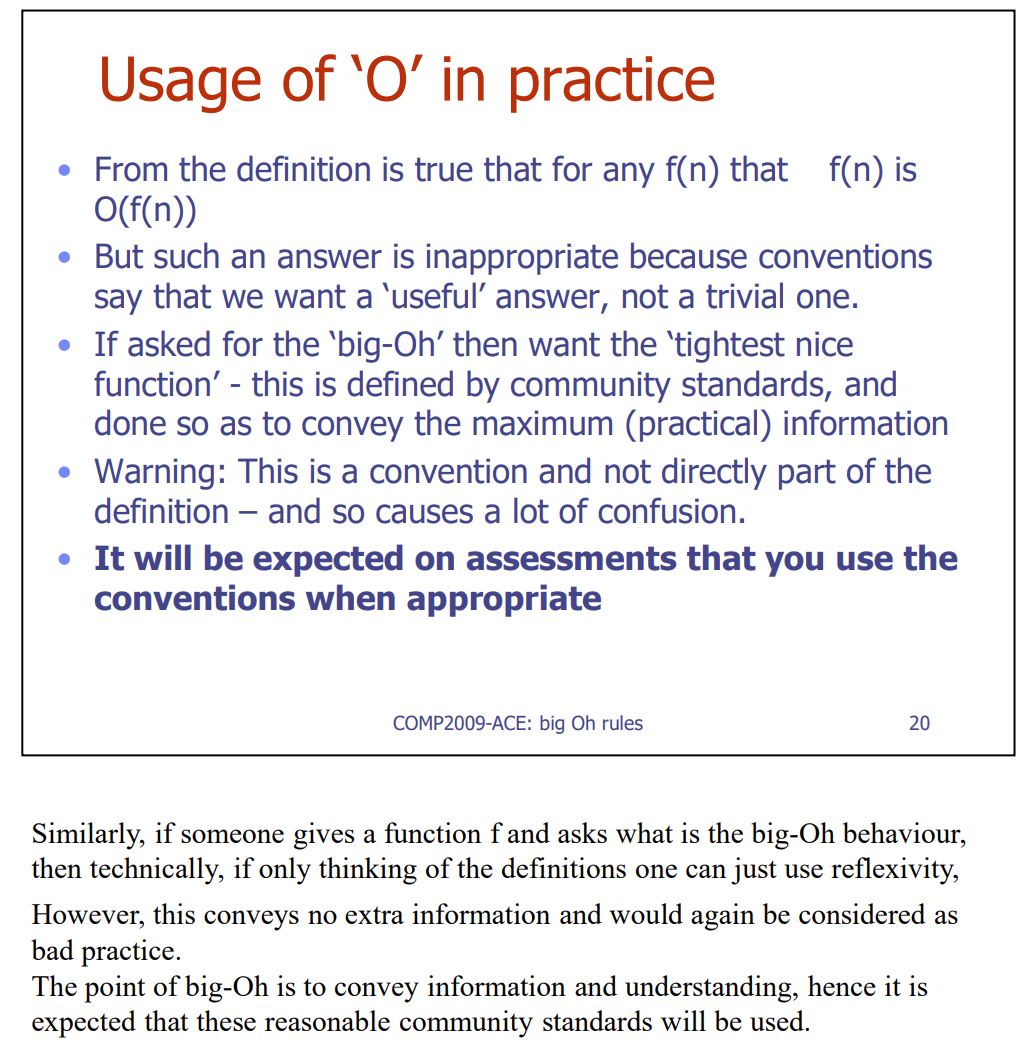 Usage of ‘O’ in practice
• From the definition is true that for any f(n) that f(n) is
O(f(n))
• But such an answer is inappropriate because conventions
say that we want a ‘useful’ answer, not a trivial one.
• If asked for the ‘big-Oh’ then want the ‘tightest nice
function’ - this is defined by community standards, and
done so as to convey the maximum (practical) information
• Warning: This is a convention and not directly part of the
definition – and so causes a lot of confusion.
• It will be expected on assessments that you use the
conventions when appropriate
COMP2009-ACE: big Oh rules 20
Similarly, if someone gives a function f and asks what is the big-Oh behaviour,
then technically, if only thinking of the definitions one can just use reflexivity,
However, this conveys no extra information and would again be considered as
bad practice.
The point of big-Oh is to convey information and understanding, hence it is
expected that these reasonable community standards will be used.